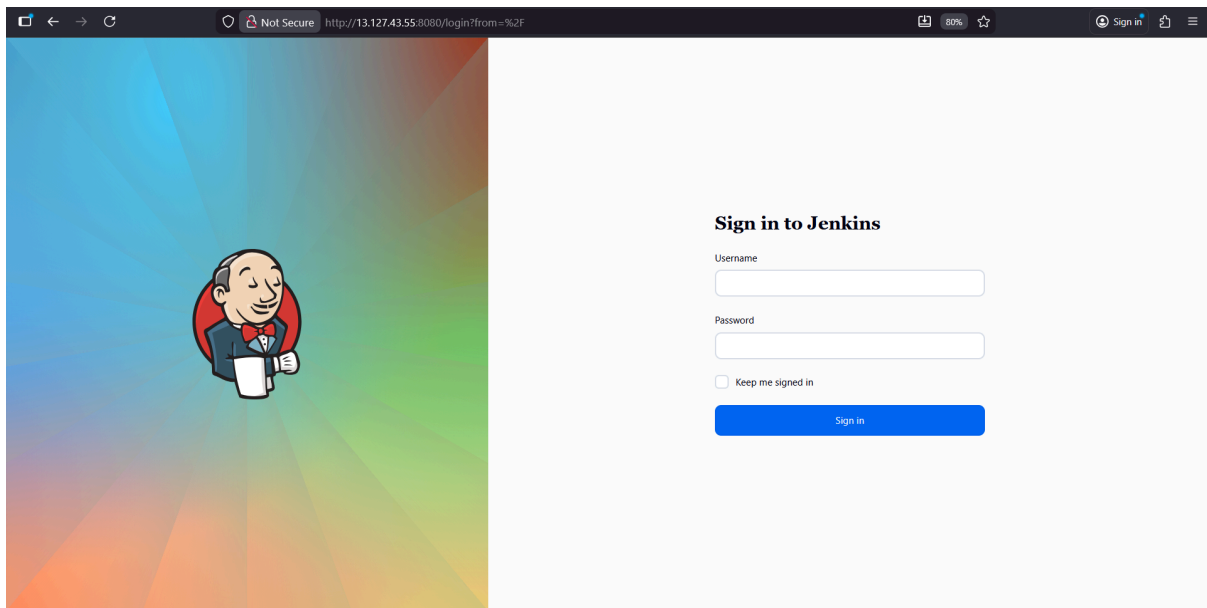 Not Secure http://13.127.43.55:8080/login?from=%2F 80% Sign in
Sign in to Jenkins
Username
Password
Keep me signed in
Sign in